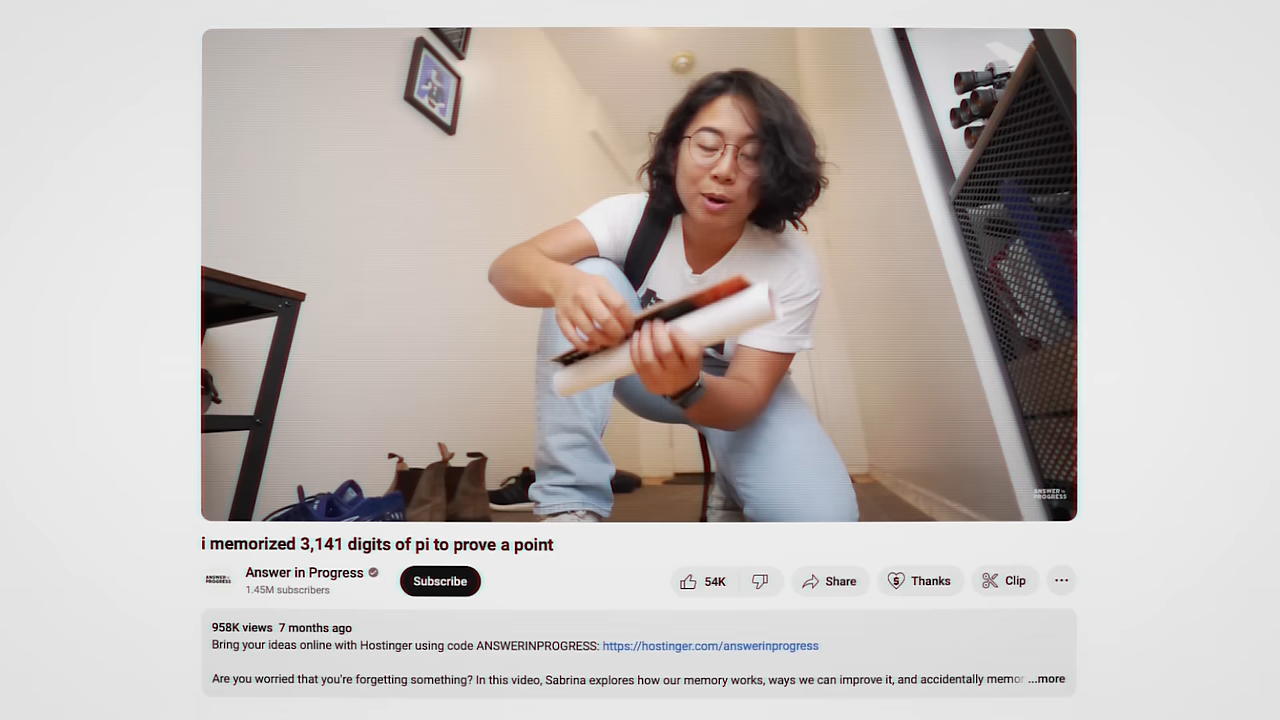 ANSWER IN PROGRESS
i memorized 3,141 digits of pi to prove a point
ANSWER IN PROGRESS
Answer in Progress
1.45M subscribers
Subscribe
54K
Share
Thanks
Clip
958K views 7 months ago
Bring your ideas online with Hostinger using code ANSWERINPROGRESS: https://hostinger.com/answerinprogress
Are you worried that you're forgetting something? In this video, Sabrina explores how our memory works, ways we can improve it, and accidentally memor ...more